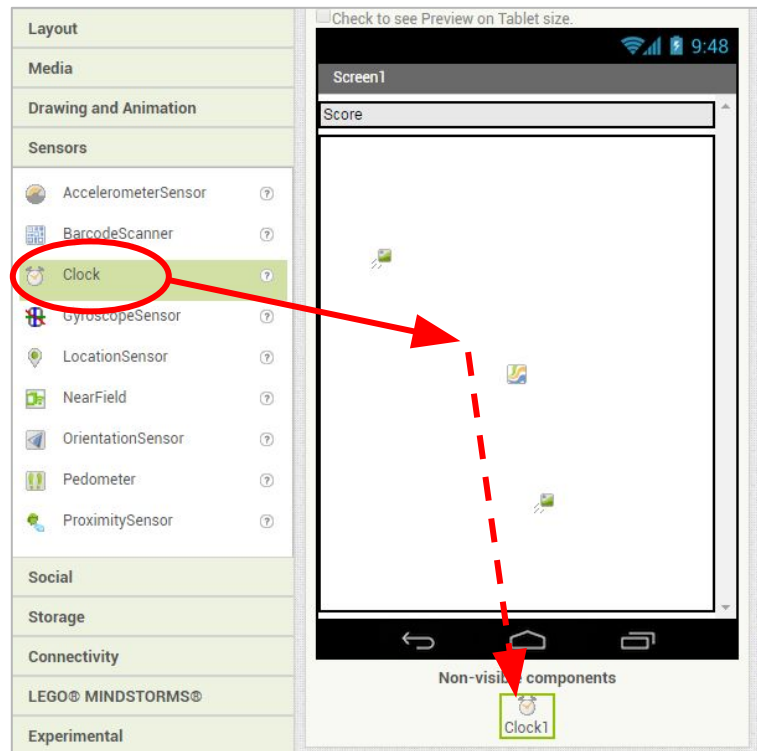 Layout
Media
Drawing and Animation
Sensors
AccelerometerSensor
BarcodeScanner
Clock
GyroscopeSensor
LocationSensor
NearField
OrientationSensor
Pedometer
ProximitySensor
Social
Storage
Connectivity
LEGO® MINDSTORMS®
Experimental
Check to see Preview on Tablet size.
9:48
Screen1
Score
Non-visible components
Clock1